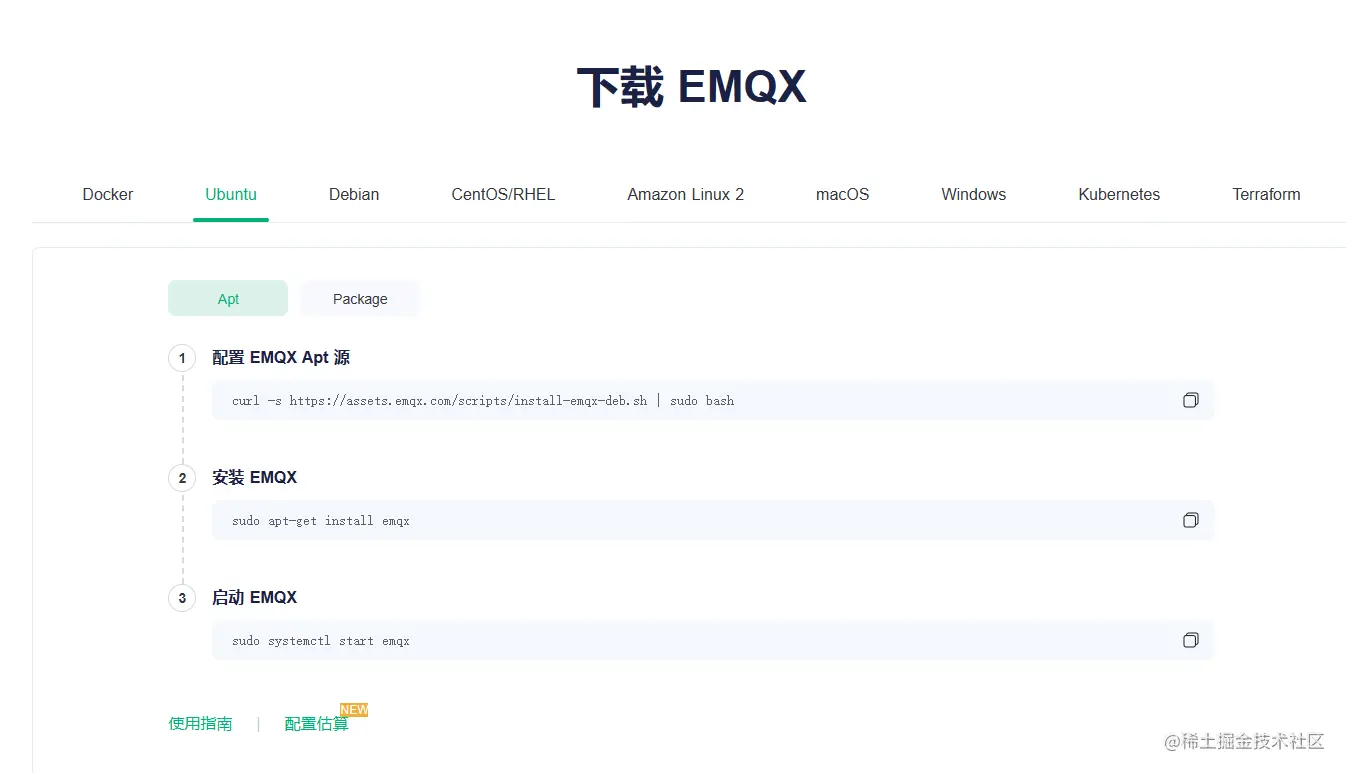 下载 EMQX
Docker Ubuntu Debian CentOS/RHEL Amazon Linux 2 macOS Windows Kubernetes Terraform
Apt Package
1 配置 EMQX Apt 源
curl -s https://assets.emqx.com/scripts/install-emqx-deb.sh | sudo bash
2 安装 EMQX
sudo apt-get install emqx
3 启动 EMQX
sudo systemctl start emqx
NEW
使用指南 | 配置估算
@稀土掘金技术社区